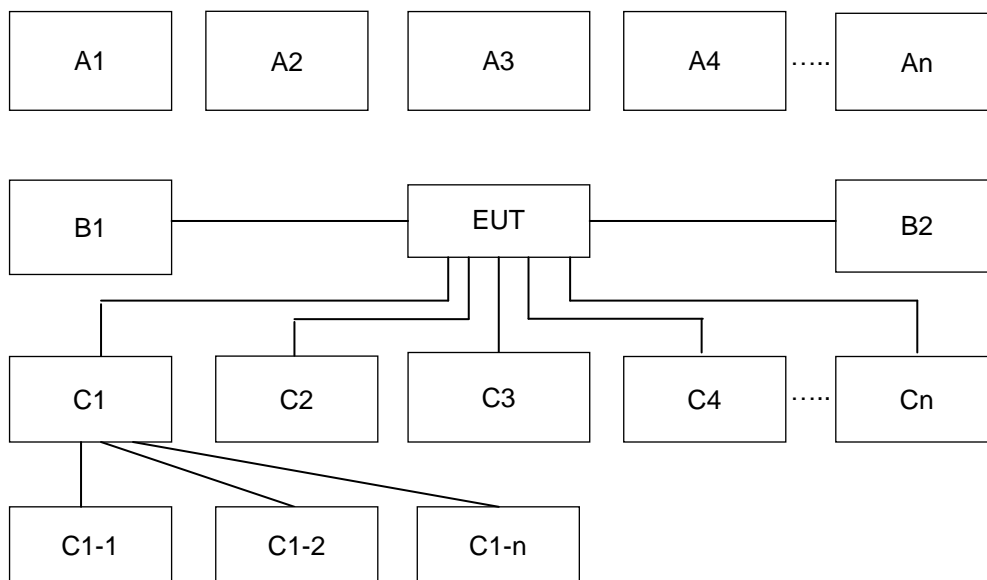 A1 A2 A3 A4 ..... An
B1 EUT B2
C1 C2 C3 C4 ..... Cn
C1-1 C1-2 C1-n